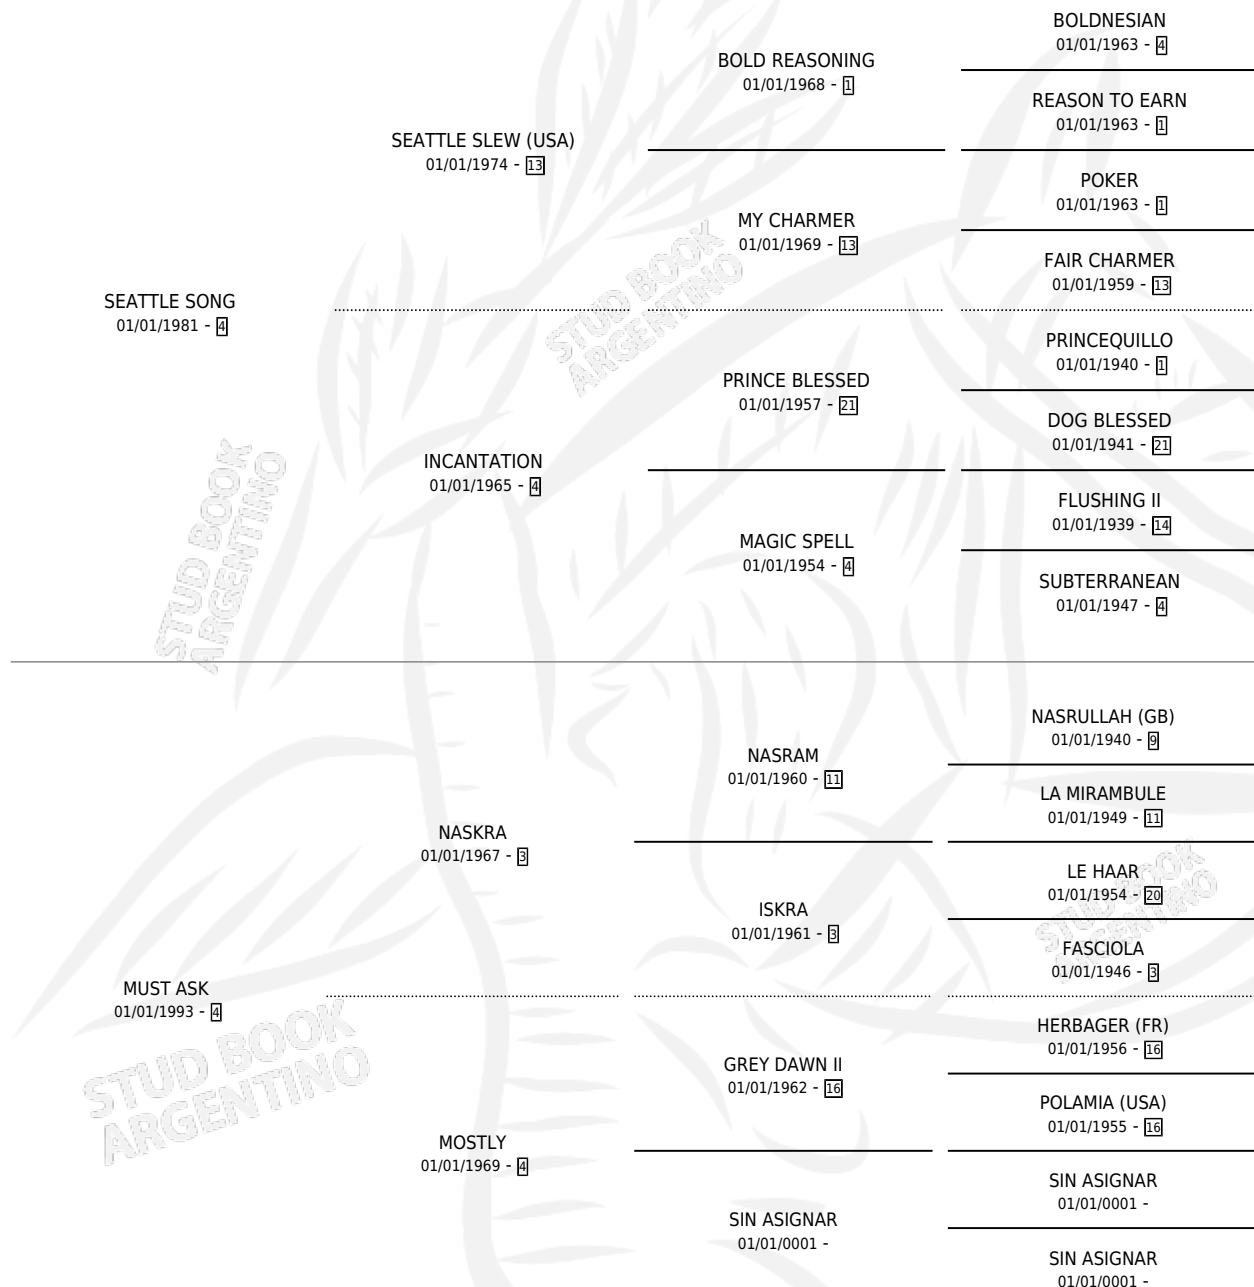 BOLDNESIAN
01/01/1963 - 4
BOLD REASONING
01/01/1968 - 1
REASON TO EARN
01/01/1963 - 1
SEATTLE SLEW (USA)
01/01/1974 - 13
POKER
01/01/1963 - 1
MY CHARMER
01/01/1969 - 13
FAIR CHARMER
01/01/1959 - 13
SEATTLE SONG
01/01/1981 - 4
STUD BOOK
ARGENTINO
PRINCEQUILLO
01/01/1940 - 1
PRINCE BLESSED
01/01/1957 - 21
DOG BLESSED
01/01/1941 - 21
INCANTATION
01/01/1965 - 4
FLUSHING II
01/01/1939 - 14
MAGIC SPELL
01/01/1954 - 4
SUBTERRANEAN
01/01/1947 - 4
STUD BOOK
ARGENTINO
NASRULLAH (GB)
01/01/1940 - 9
NASRAM
01/01/1960 - 11
LA MIRAMBULE
01/01/1949 - 11
NASKRA
01/01/1967 - 3
LE HAAR
01/01/1954 - 20
ISKRA
01/01/1961 - 3
STUD BOOK
ARGENTINO
FASCIOLA
01/01/1946 - 3
MUST ASK
01/01/1993 - 4
STUD BOOK
ARGENTINO
HERBAGER (FR)
01/01/1956 - 16
GREY DAWN II
01/01/1962 - 16
POLAMIA (USA)
01/01/1955 - 16
MOSTLY
01/01/1969 - 4
SIN ASIGNAR
01/01/0001 -
SIN ASIGNAR
01/01/0001 -
SIN ASIGNAR
01/01/0001 -